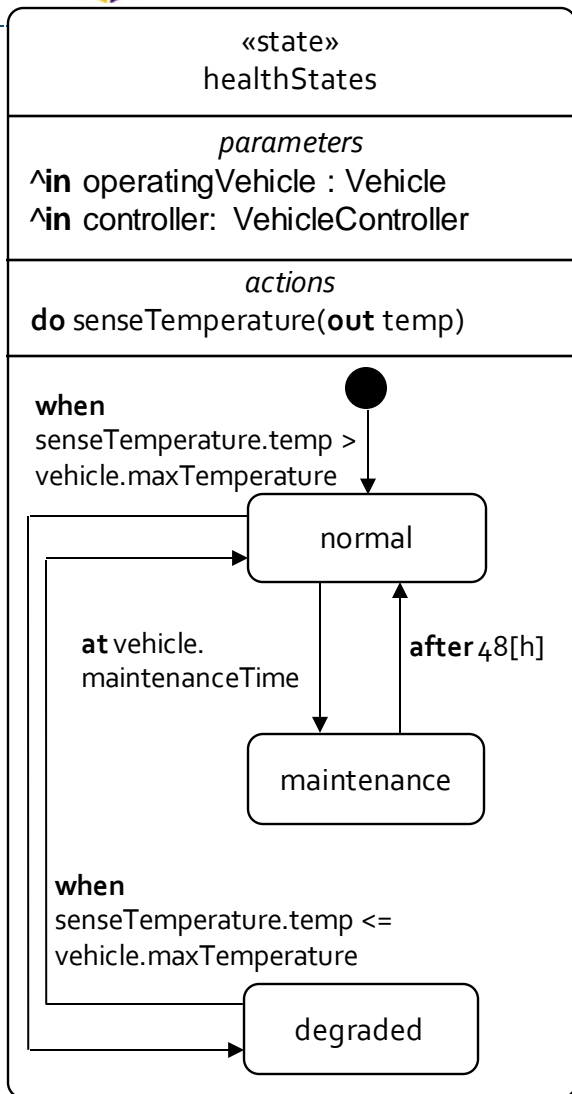 «state»
healthStates
parameters
^in operatingVehicle : Vehicle
^in controller: VehicleController
actions
do senseTemperature(out temp)
when
senseTemperature.temp >
vehicle.maxTemperature
normal
at vehicle.
maintenanceTime
after 48[h]
maintenance
when
senseTemperature.temp <=
vehicle.maxTemperature
degraded